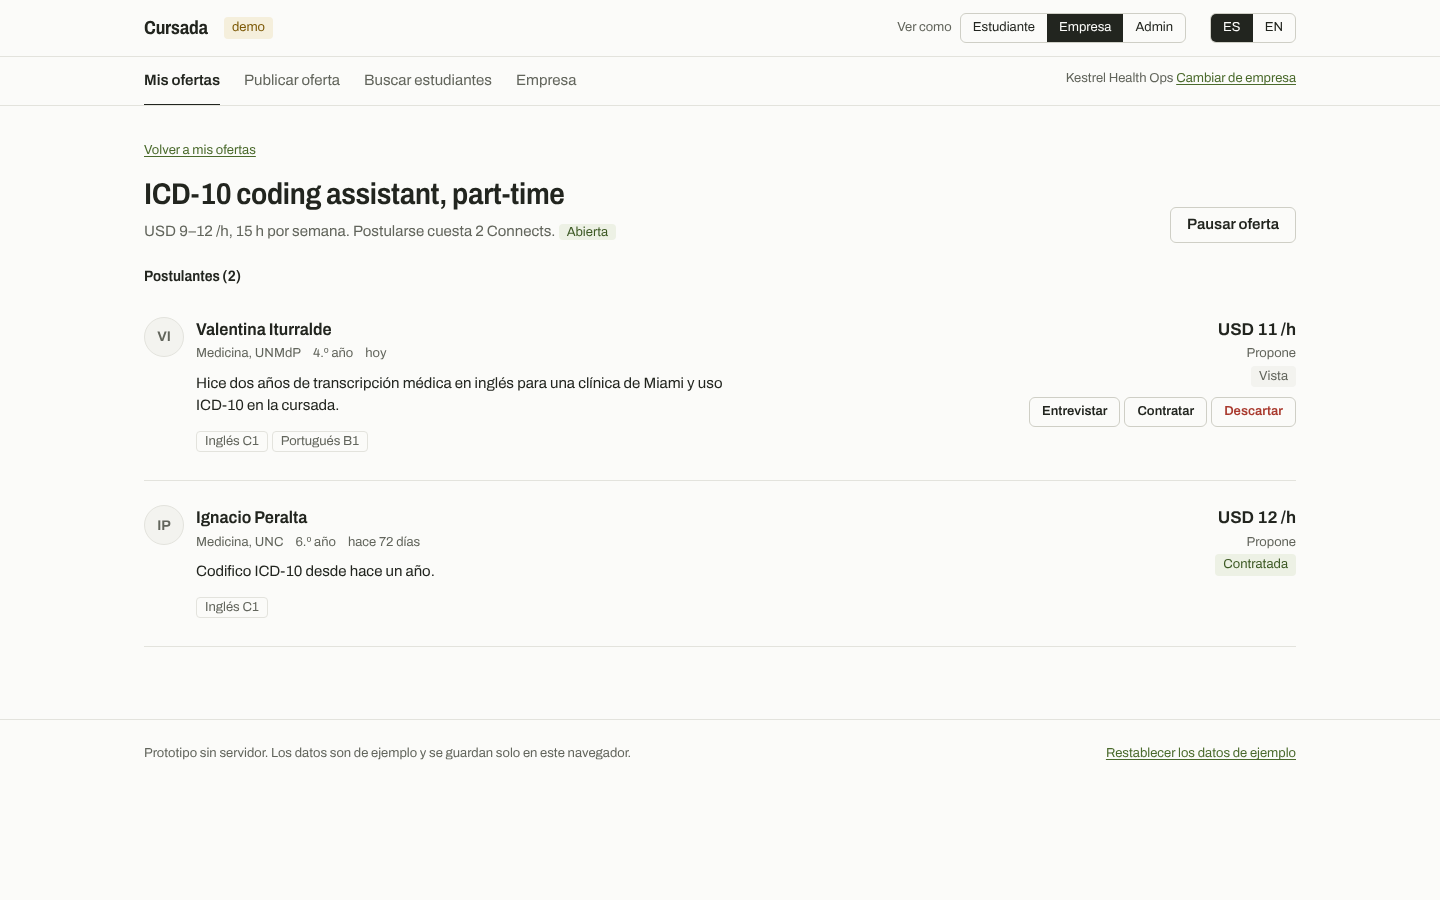 Cursada demo Ver como Estudiante Empresa Admin ES EN
Mis ofertas Publicar oferta Buscar estudiantes Empresa Kestrel Health Ops Cambiar de empresa
Volver a mis ofertas
ICD-10 coding assistant, part-time
USD 9–12 /h, 15 h por semana. Postularse cuesta 2 Connects. Abierta
Pausar oferta
Postulantes (2)
VI
Valentina Iturralde
Medicina, UNMdP 4.º año hoy
Hice dos años de transcripción médica en inglés para una clínica de Miami y uso
ICD-10 en la cursada.
Inglés C1 Portugués B1
USD 11 /h
Propone
Vista
Entrevistar Contratar Descartar
IP
Ignacio Peralta
Medicina, UNC 6.º año hace 72 días
Codifico ICD-10 desde hace un año.
Inglés C1
USD 12 /h
Propone
Contratada
Prototipo sin servidor. Los datos son de ejemplo y se guardan solo en este navegador.
Restablecer los datos de ejemplo